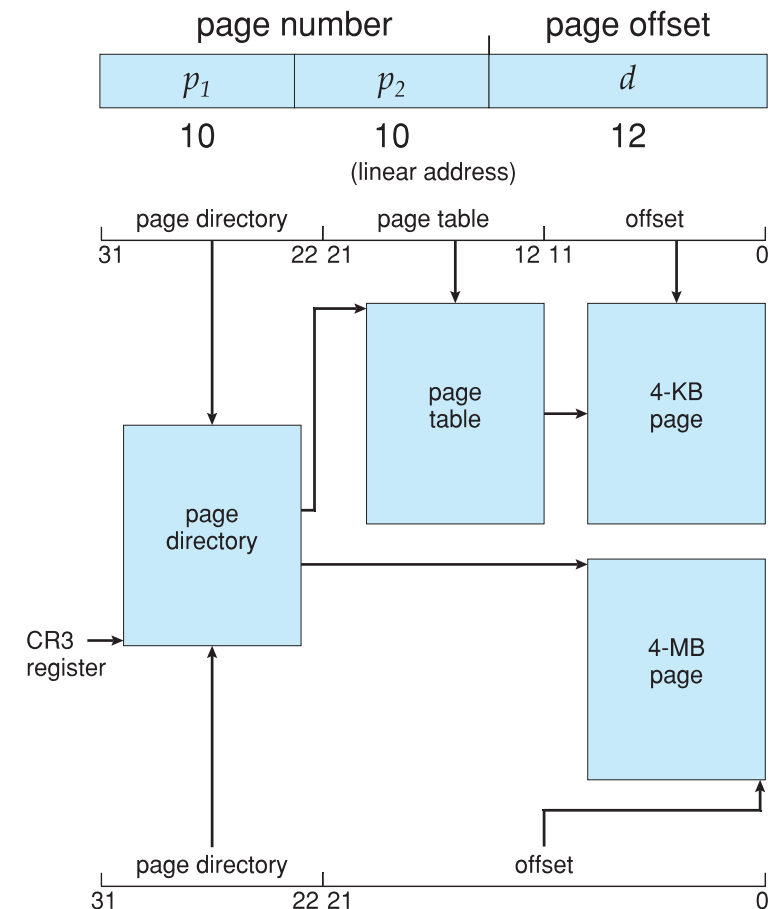 page number page offset
p1 p2 d
10 10 12
(linear address)
page directory page table offset
31 22 21 12 11 0
page
table
4-KB
page
page
directory
4-MB
page
CR3
register
page directory offset
31 22 21 0